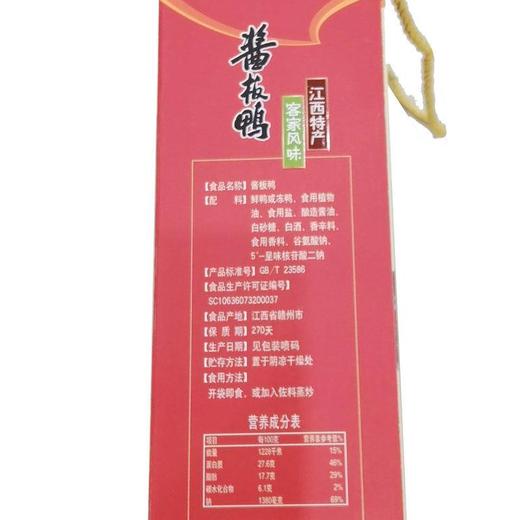 酱板鸭
江西特产
客家风味
【食品名称】酱板鸭
【配 料】鲜鸭或冻鸭、食用植物
油、食用盐、酿造酱油、
白砂糖、白酒、香辛料、
食用香料、谷氨酸钠、
5'-呈味核苷酸二钠
【产品标准号】GB/T 23586
【食品生产许可证编号】
SC10636073200037
【食品产地】江西省赣州市
【保 质 期】270天
【生产日期】见包装喷码
【贮存方法】置于阴凉干燥处
【食用方法】
开袋即食、或加入佐料蒸炒
营养成分表
项目 每100克 营养素参考值%
能量 1228千焦 15%
蛋白质 27.6克 46%
脂肪 17.7克 29%
碳水化合物 6.1克 2%
钠 1380毫克 69%